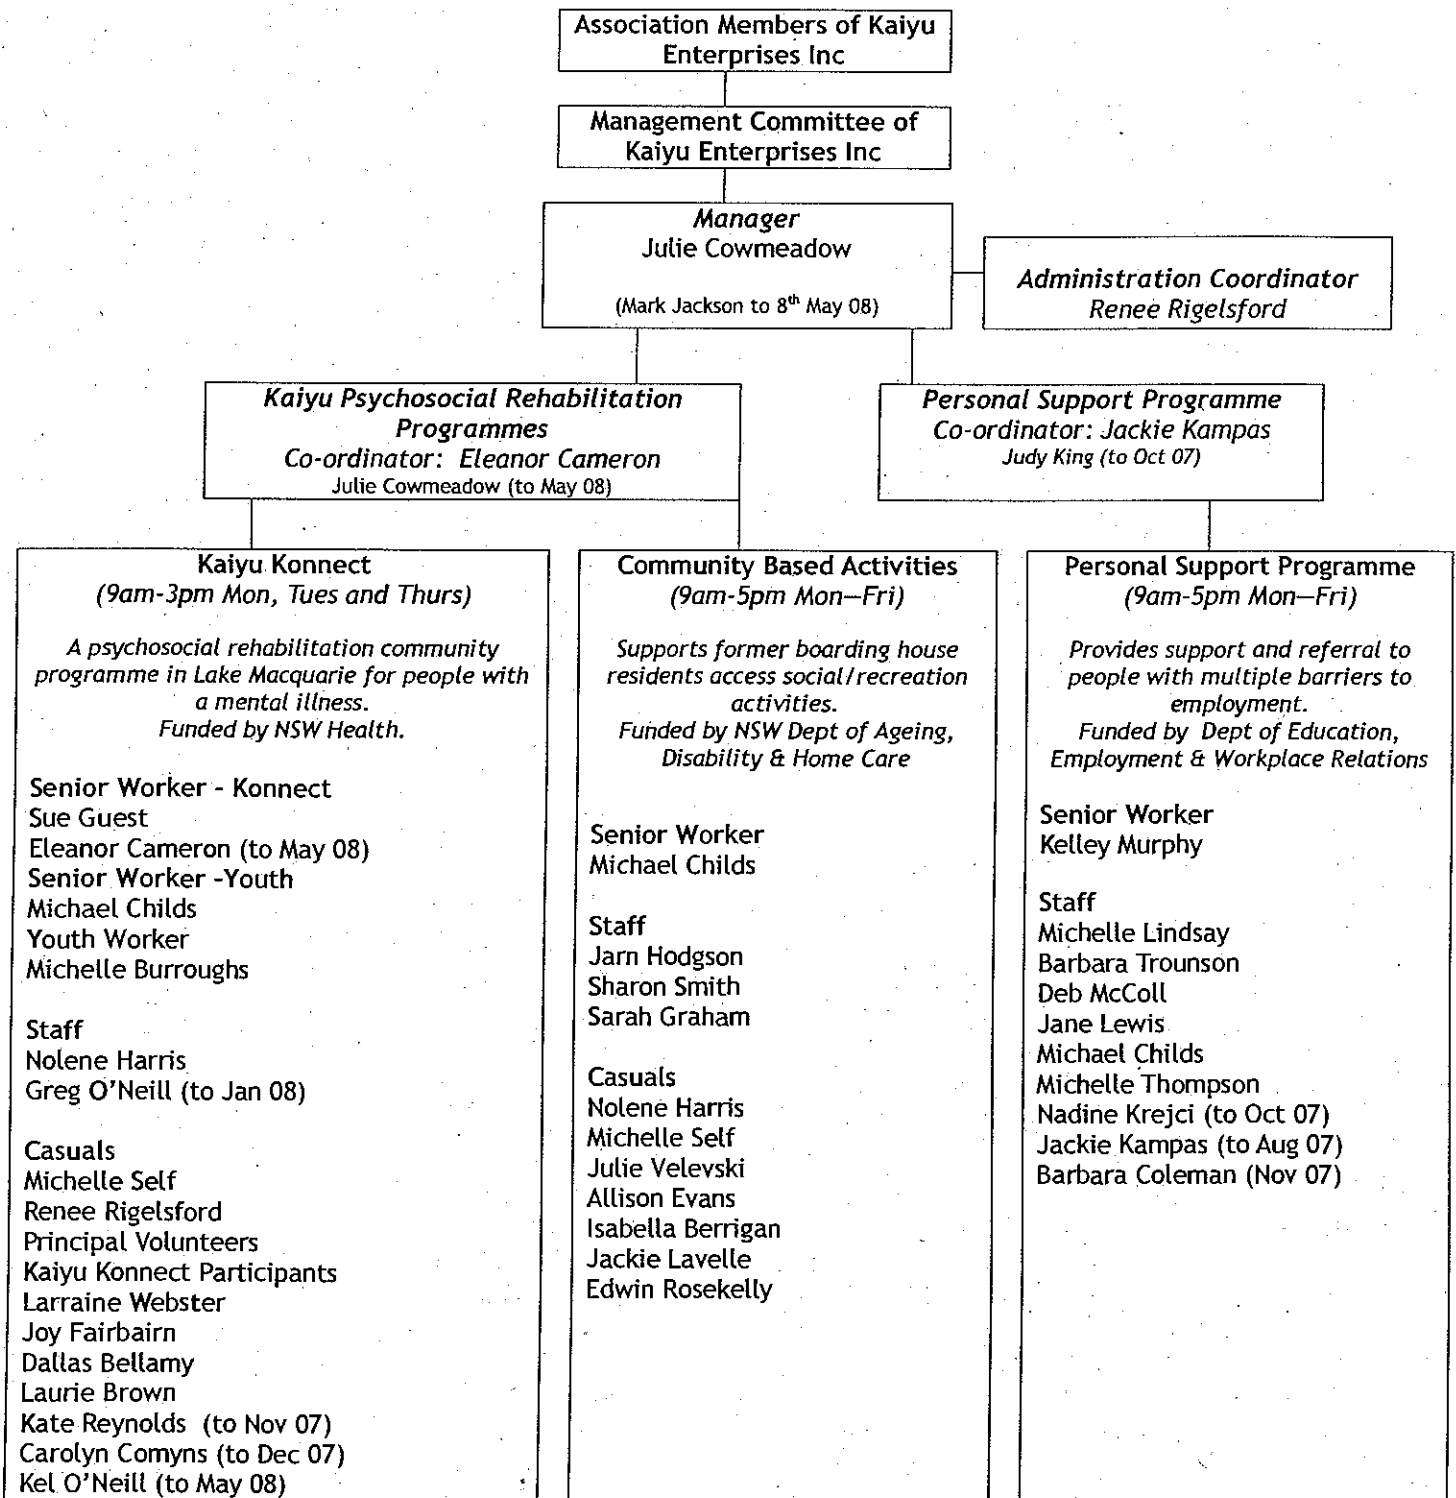 Association Members of Kaiyu
Enterprises Inc
Management Committee of
Kaiyu Enterprises Inc
Manager
Julie Cowmeadow
(Mark Jackson to 8th May 08)
Administration Coordinator
Renee Rigelsford
Kaiyu Psychosocial Rehabilitation
Programmes
Co-ordinator: Eleanor Cameron
Julie Cowmeadow (to May 08)
Personal Support Programme
Co-ordinator: Jackie Kampas
Judy King (to Oct 07)
Kaiyu Konnect
(9am-3pm Mon, Tues and Thurs)
A psychosocial rehabilitation community
programme in Lake Macquarie for people with
a mental illness.
Funded by NSW Health.
Senior Worker - Konnect
Sue Guest
Eleanor Cameron (to May 08)
Senior Worker -Youth
Michael Childs
Youth Worker
Michelle Burroughs
Staff
Nolene Harris
Greg O'Neill (to Jan 08)
Casuals
Michelle Self
Renee Rigelsford
Principal Volunteers
Kaiyu Konnect Participants
Larraine Webster
Joy Fairbairn
Dallas Bellamy
Laurie Brown
Kate Reynolds (to Nov 07)
Carolyn Comyns (to Dec 07)
Kel O'Neill (to May 08)
Community Based Activities
(9am-5pm Mon—Fri)
Supports former boarding house
residents access social/recreation
activities.
Funded by NSW Dept of Ageing,
Disability & Home Care
Senior Worker
Michael Childs
Staff
Jarn Hodgson
Sharon Smith
Sarah Graham
Casuals
Nolene Harris
Michelle Self
Julie Velevski
Allison Evans
Isabella Berrigan
Jackie Lavelle
Edwin Rosekelly
Personal Support Programme
(9am-5pm Mon—Fri)
Provides support and referral to
people with multiple barriers to
employment.
Funded by Dept of Education,
Employment & Workplace Relations
Senior Worker
Kelley Murphy
Staff
Michelle Lindsay
Barbara Trounson
Deb McColl
Jane Lewis
Michael Childs
Michelle Thompson
Nadine Krejci (to Oct 07)
Jackie Kampas (to Aug 07)
Barbara Coleman (Nov 07)